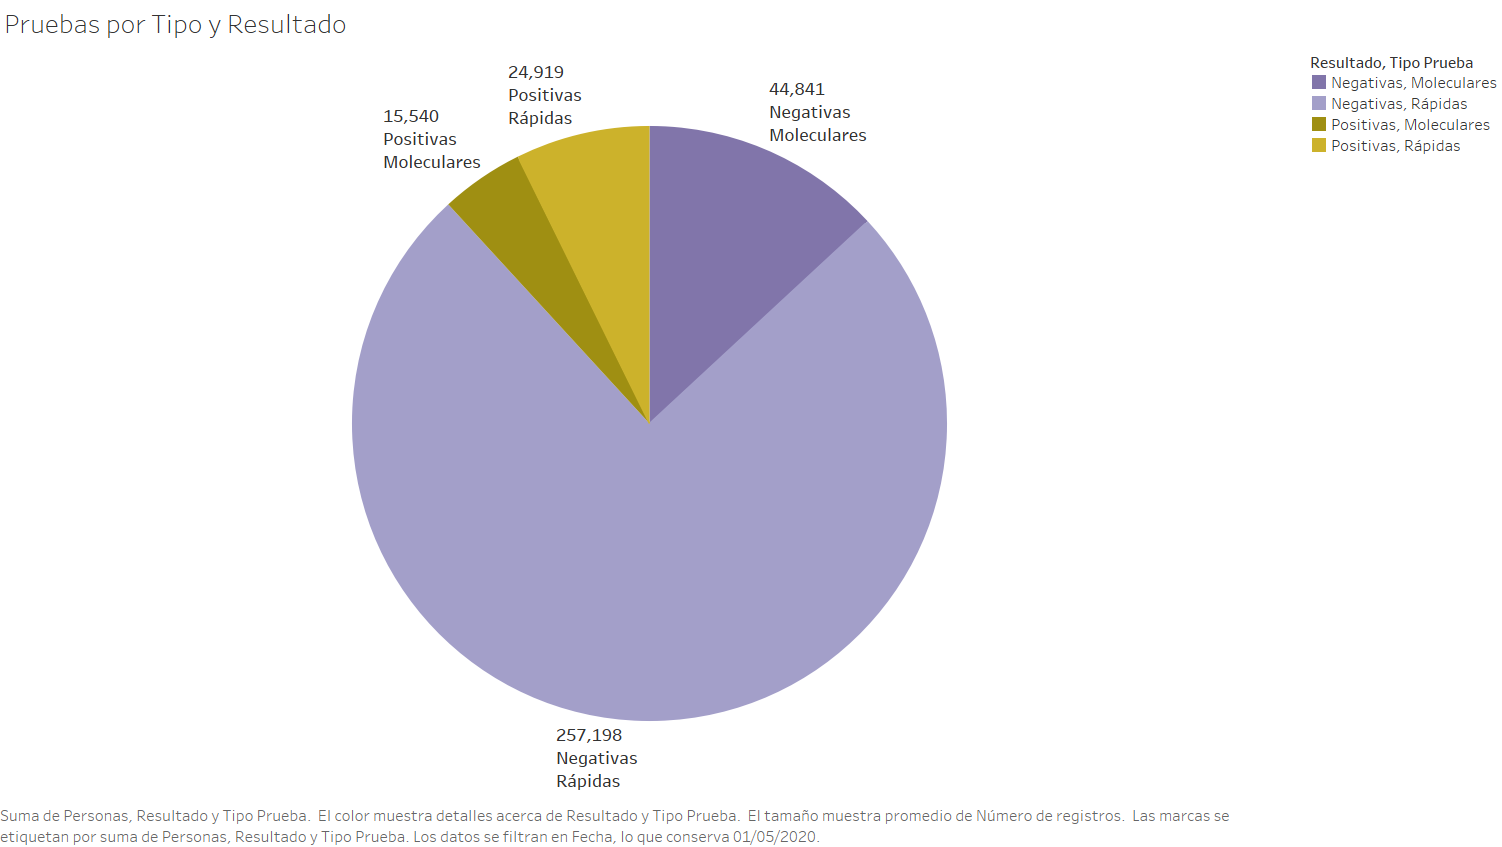 Pruebas por Tipo y Resultado
24,919
Positivas
Rápidas
44,841
Negativas
Moleculares
15,540
Positivas
Moleculares
257,198
Negativas
Rápidas
Resultado, Tipo Prueba
Negativas, Moleculares
Negativas, Rápidas
Positivas, Moleculares
Positivas, Rápidas
Suma de Personas, Resultado y Tipo Prueba.  El color muestra detalles acerca de Resultado y Tipo Prueba.  El tamaño muestra promedio de Número de registros.  Las marcas se
etiquetan por suma de Personas, Resultado y Tipo Prueba. Los datos se filtran en Fecha, lo que conserva 01/05/2020.